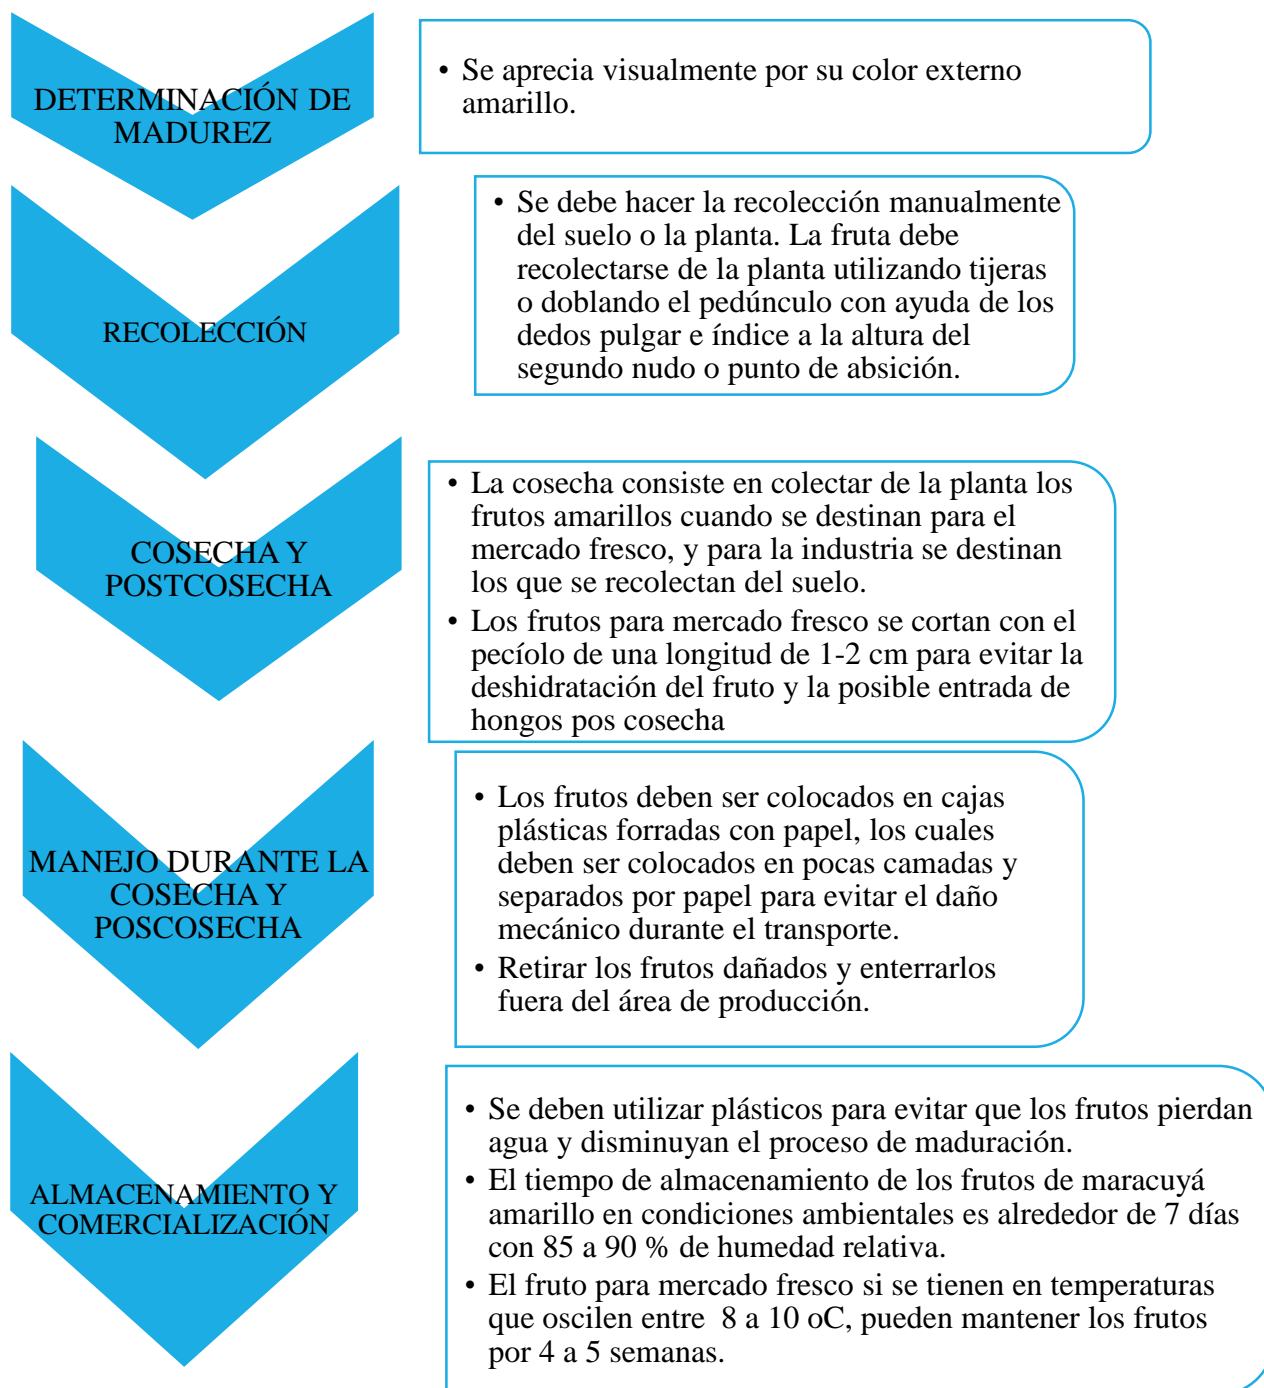 DETERMINACIÓN DE
MADUREZ
• Se aprecia visualmente por su color externo
amarillo.
RECOLECCIÓN
• Se debe hacer la recolección manualmente
del suelo o la planta. La fruta debe
recolectarse de la planta utilizando tijeras
o doblando el pedúnculo con ayuda de los
dedos pulgar e índice a la altura del
segundo nudo o punto de absición.
COSECHA Y
POSTCOSECHA
• La cosecha consiste en colectar de la planta los
frutos amarillos cuando se destinan para el
mercado fresco, y para la industria se destinan
los que se recolectan del suelo.
• Los frutos para mercado fresco se cortan con el
pecíolo de una longitud de 1-2 cm para evitar la
deshidratación del fruto y la posible entrada de
hongos pos cosecha
MANEJO DURANTE LA
COSECHA Y
POSCOSECHA
• Los frutos deben ser colocados en cajas
plásticas forradas con papel, los cuales
deben ser colocados en pocas camadas y
separados por papel para evitar el daño
mecánico durante el transporte.
• Retirar los frutos dañados y enterrarlos
fuera del área de producción.
ALMACENAMIENTO Y
COMERCIALIZACIÓN
• Se deben utilizar plásticos para evitar que los frutos pierdan
agua y disminuyan el proceso de maduración.
• El tiempo de almacenamiento de los frutos de maracuyá
amarillo en condiciones ambientales es alrededor de 7 días
con 85 a 90 % de humedad relativa.
• El fruto para mercado fresco si se tienen en temperaturas
que oscilen entre 8 a 10 oC, pueden mantener los frutos
por 4 a 5 semanas.